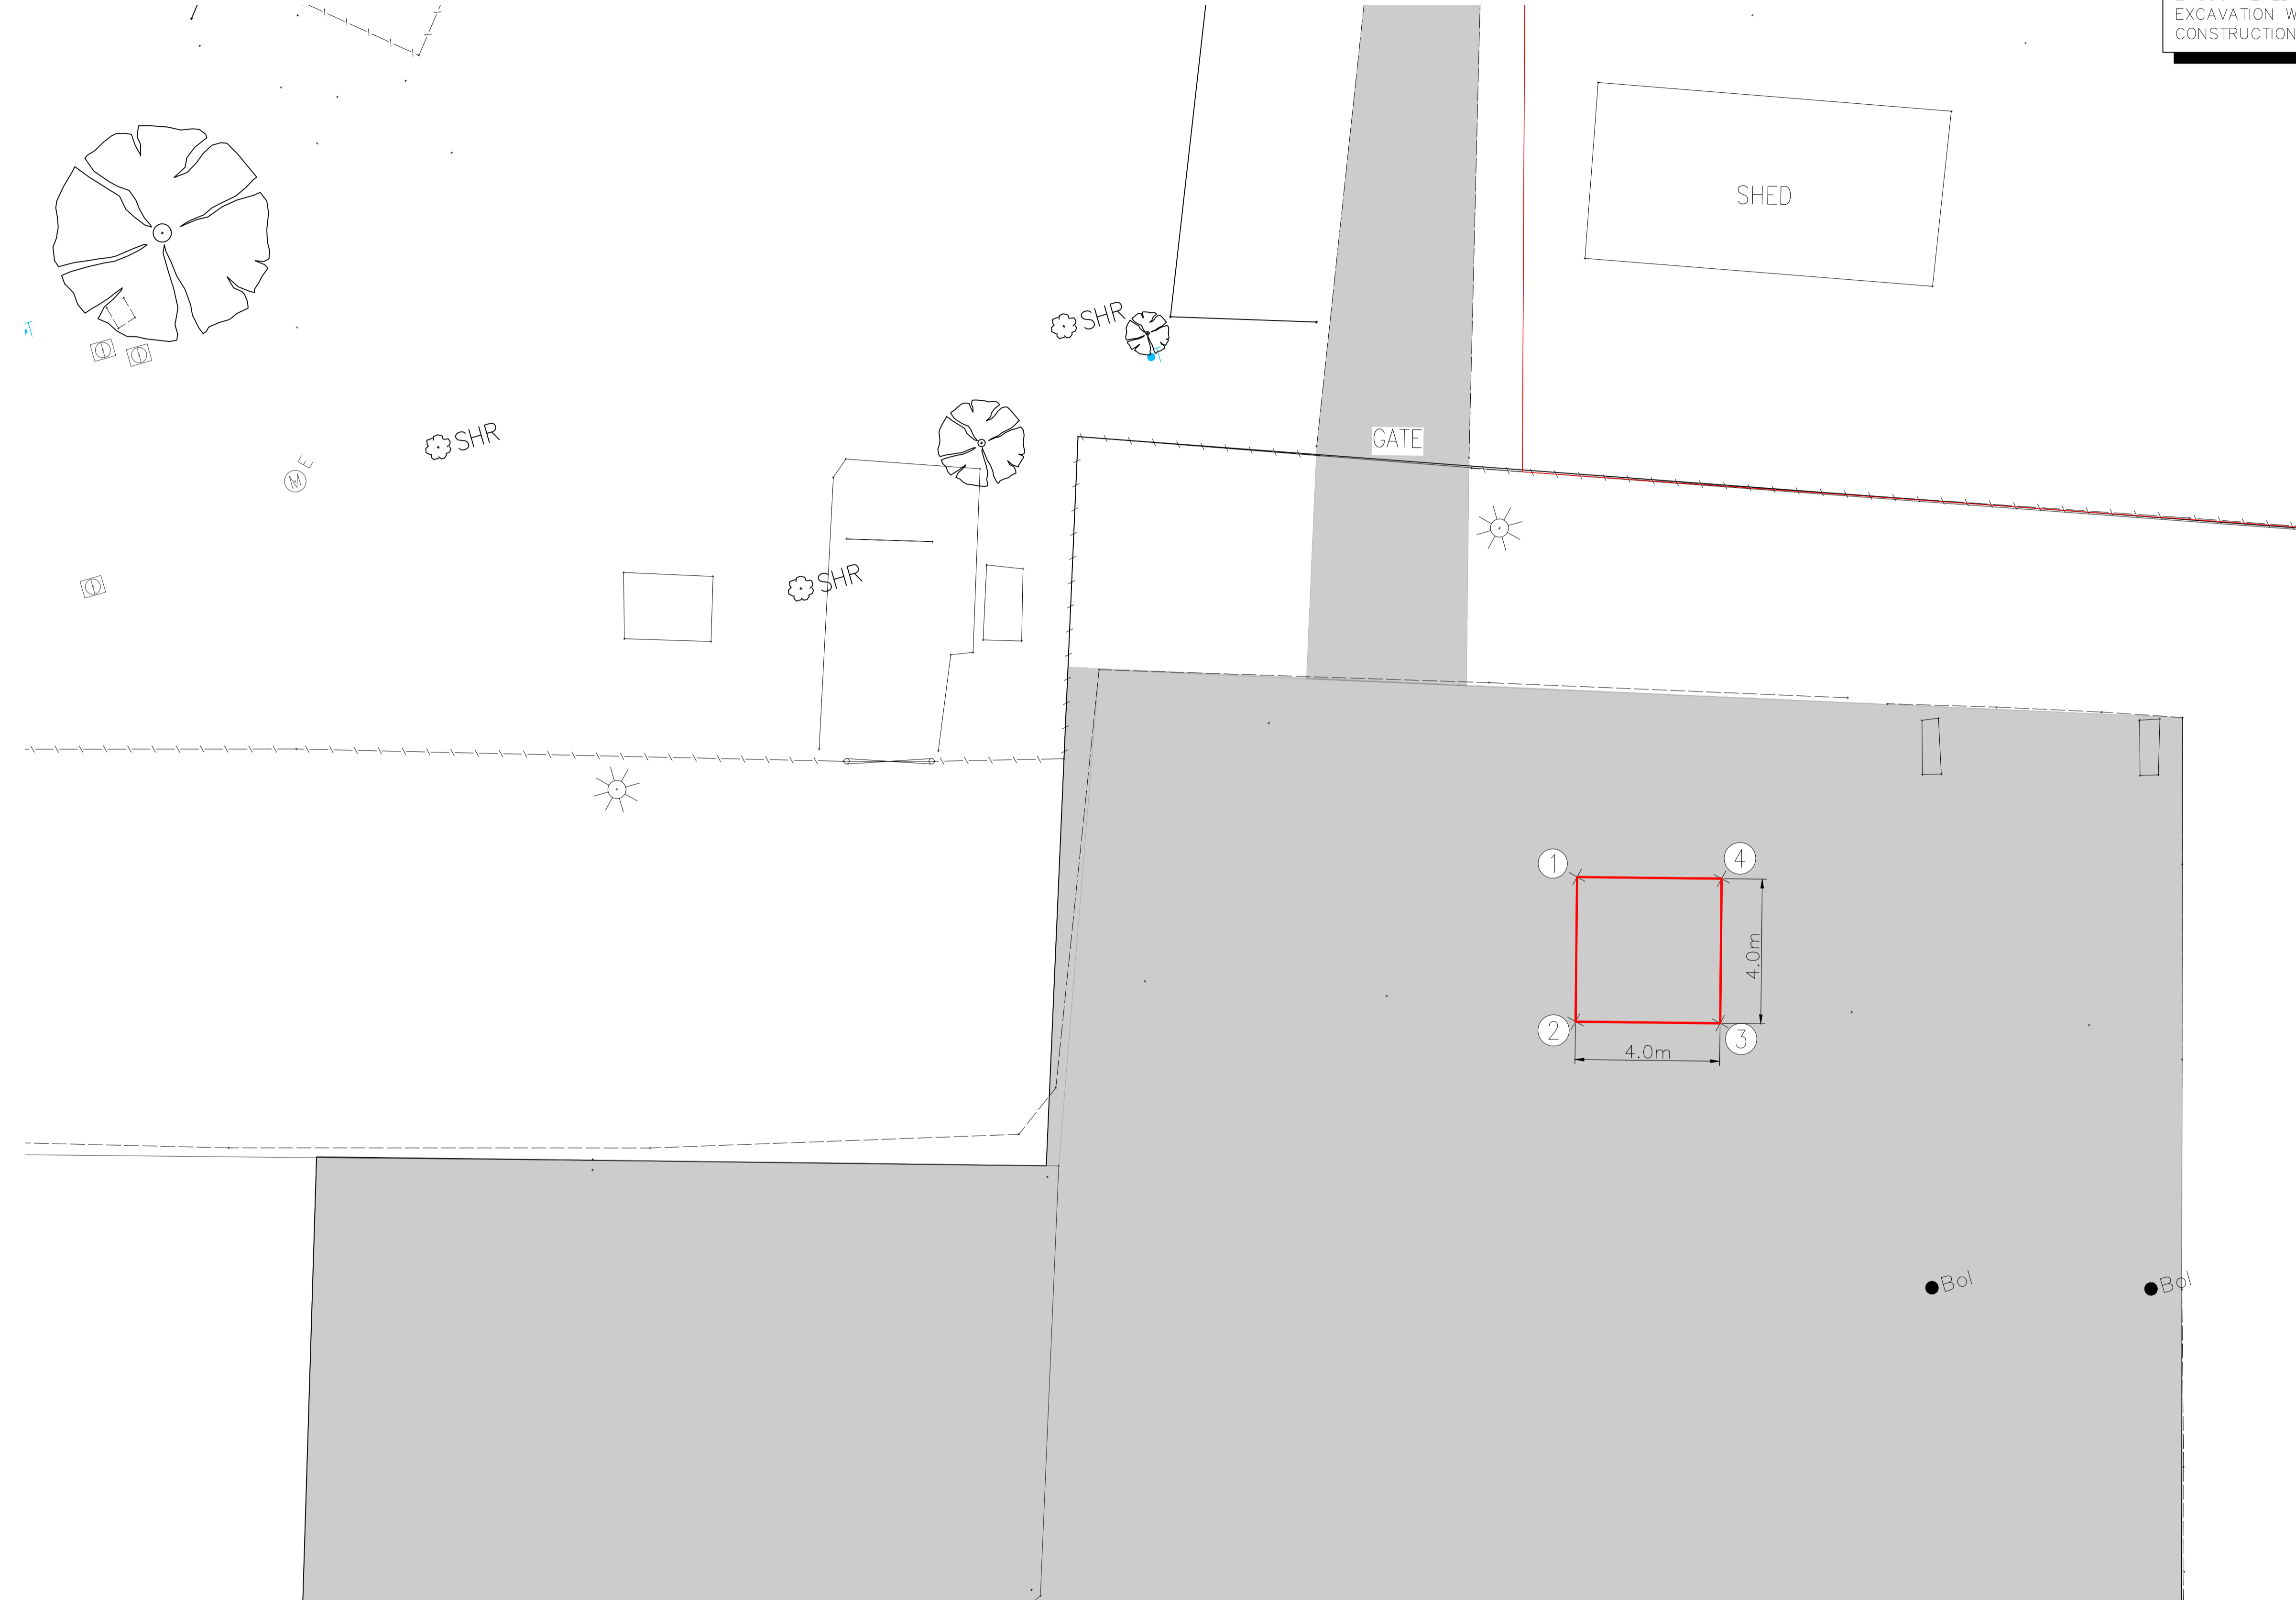 EXCAVATION W
CONSTRUCTION
SHED
SHR
T
T
GATE
SHR
E
M
SHR
1
4
4.0m
2
3
4.0m
Bol
Bol